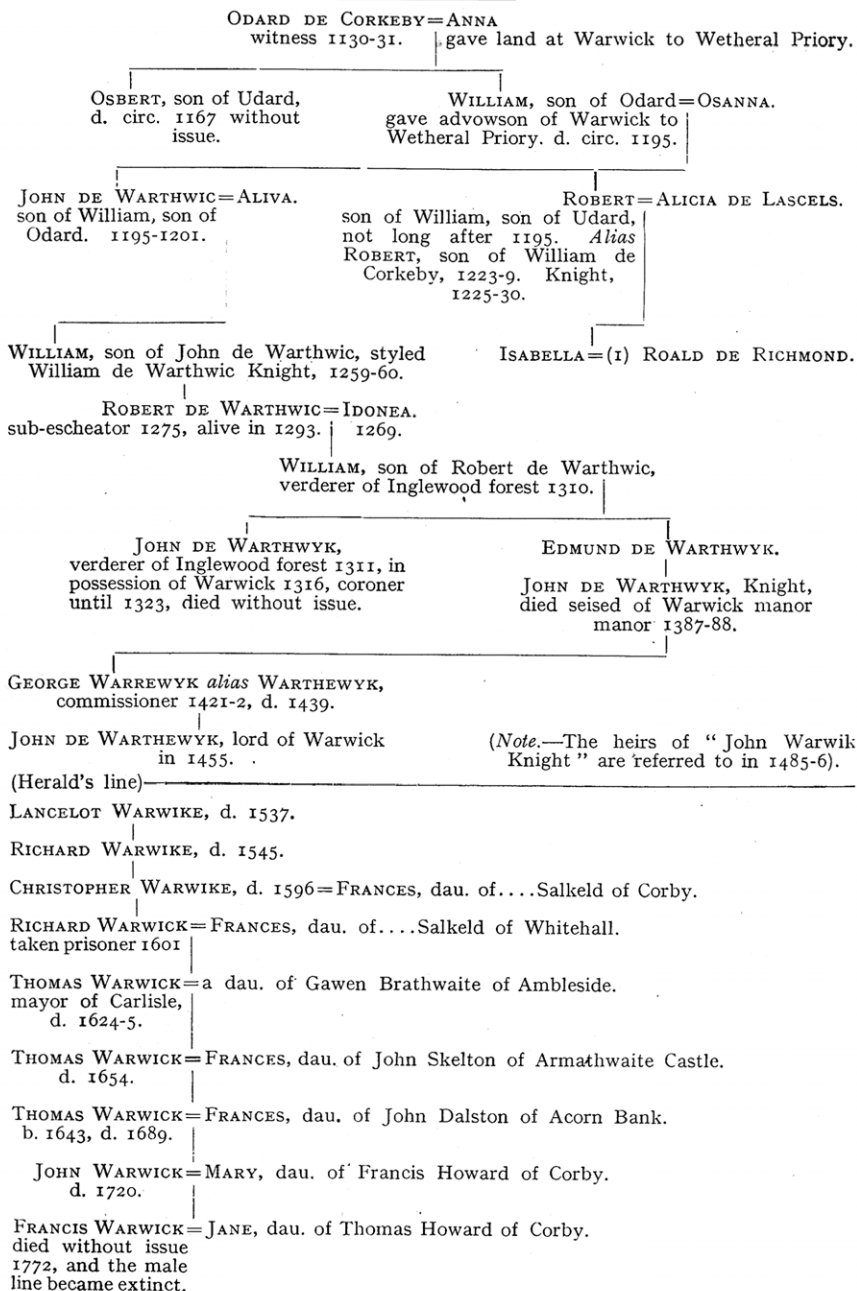 ODARD DE CORKEBY=ANNA
witness 1130-31. gave land at Warwick to Wetheral Priory.
OSBERT, son of Udard,
d. circ. 1167 without
issue.
WILLIAM, son of Odard=OSANNA.
gave advowson of Warwick to
Wetheral Priory. d. circ. 1195.
JOHN DE WARTHWIC=ALIVA.
son of William, son of
Odard. 1195-1201.
ROBERT=ALICIA DE LASCELS.
son of William, son of Udard,
not long after 1195. Alias
ROBERT, son of William de
Corkeby, 1223-9. Knight,
1225-30.
WILLIAM, son of John de Warthwic, styled
William de Warthwic Knight, 1259-60.
ISABELLA=(1) ROALD DE RICHMOND.
ROBERT DE WARTHWIC=IDONEA.
sub-escheator 1275, alive in 1293. 1269.
WILLIAM, son of Robert de Warthwic,
verderer of Inglewood forest 1310.
JOHN DE WARTHWYK,
verderer of Inglewood forest 1311, in
possession of Warwick 1316, coroner
until 1323, died without issue.
EDMUND DE WARTHWYK.
JOHN DE WARTHWYK, Knight,
died seised of Warwick manor
manor 1387-88.
GEORGE WARREWYK alias WARTHEWYK,
commissioner 1421-2, d. 1439.
JOHN DE WARTHEWYK, lord of Warwick
in 1455.
(Note.—The heirs of "John Warwik
Knight" are referred to in 1485-6).
(Herald's line)
LANCELOT WARWIKE, d. 1537.
RICHARD WARWIKE, d. 1545.
CHRISTOPHER WARWIKE, d. 1596=FRANCES, dau. of....Salkeld of Corby.
RICHARD WARWICK=FRANCES, dau. of....Salkeld of Whitehall.
taken prisoner 1601
THOMAS WARWICK=a dau. of Gawen Brathwaite of Ambleside.
mayor of Carlisle,
d. 1624-5.
THOMAS WARWICK=FRANCES, dau. of John Skelton of Armathwaite Castle.
d. 1654.
THOMAS WARWICK=FRANCES, dau. of John Dalston of Acorn Bank.
b. 1643, d. 1689.
JOHN WARWICK=MARY, dau. of Francis Howard of Corby.
d. 1720.
FRANCIS WARWICK=JANE, dau. of Thomas Howard of Corby.
died without issue
1772, and the male
line became extinct.